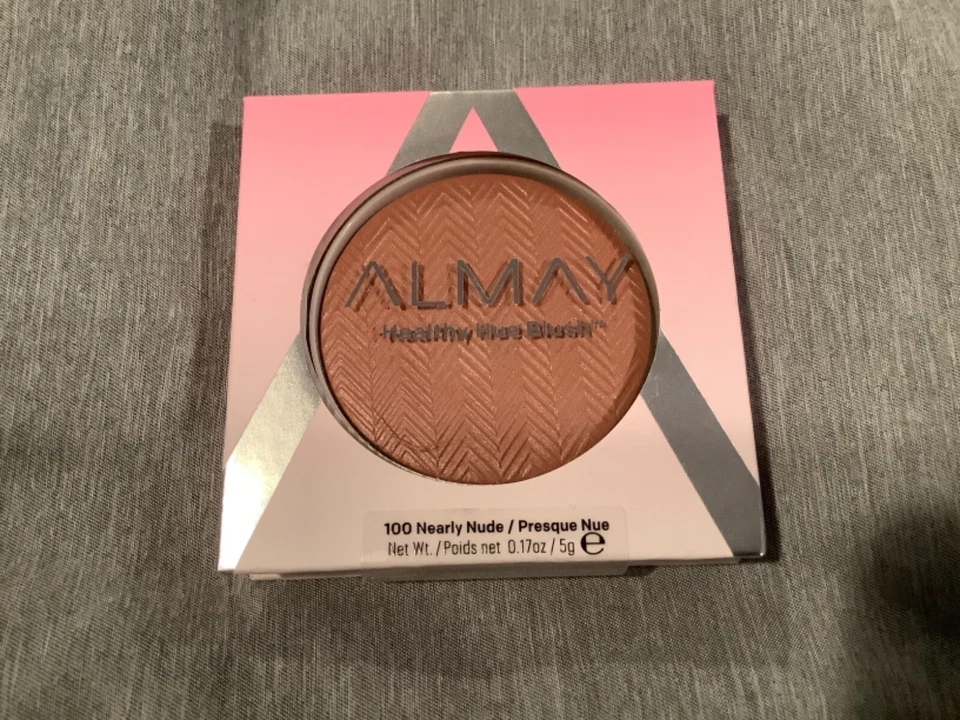 ALMAY
Healthy Hue Blush™
100 Nearly Nude / Presque Nue
Net Wt. / Poids net 0.17oz / 5g ℮